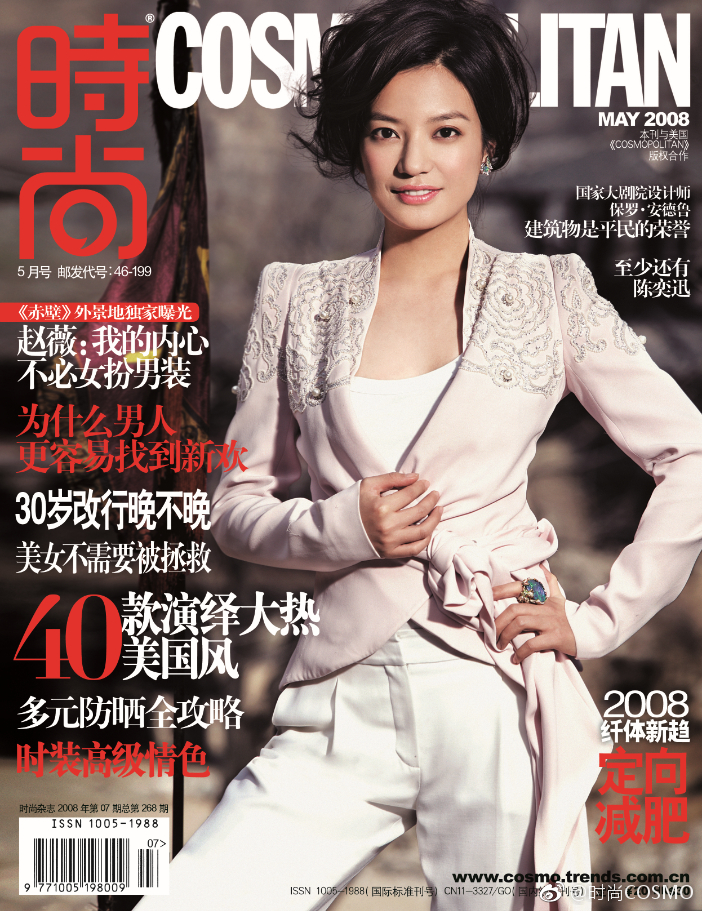 時尚®
COSMOPOLITAN
MAY 2008
本刊与美国
《COSMOPOLITAN》
版权合作
国家大剧院设计师
保罗·安德鲁
建筑物是平民的荣誉
至少还有
陈奕迅
5月号 邮发代号:46-199
《赤壁》外景地独家曝光
赵薇:我的内心
不必女扮男装
为什么男人
更容易找到新欢
30岁改行晚不晚
美女不需要被拯救
40款演绎大热
美国风
多元防晒全攻略
时装高级情色
2008
纤体新趋
定向
减肥
时尚杂志 2008 年第 07 期总第 268 期
ISSN 1005-1988
07>
9 771005 198009
www.cosmo.trends.com.cn
ISSN 1005-1988(国际标准刊号) CN11-3327/GO(国内
刊号)
@时尚COSMO